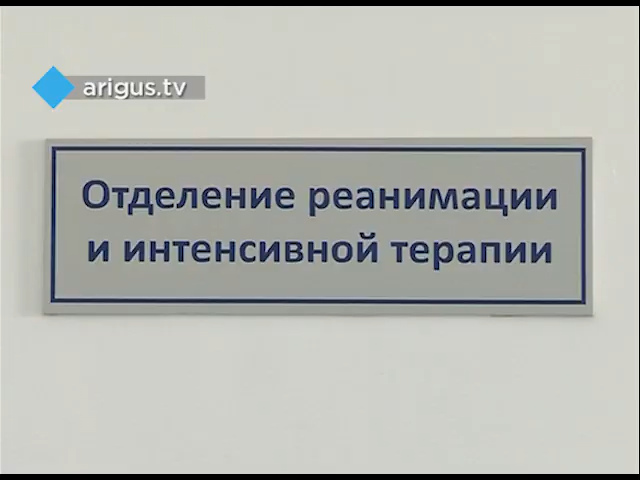 arigus.tv
Отделение реанимации
и интенсивной терапии